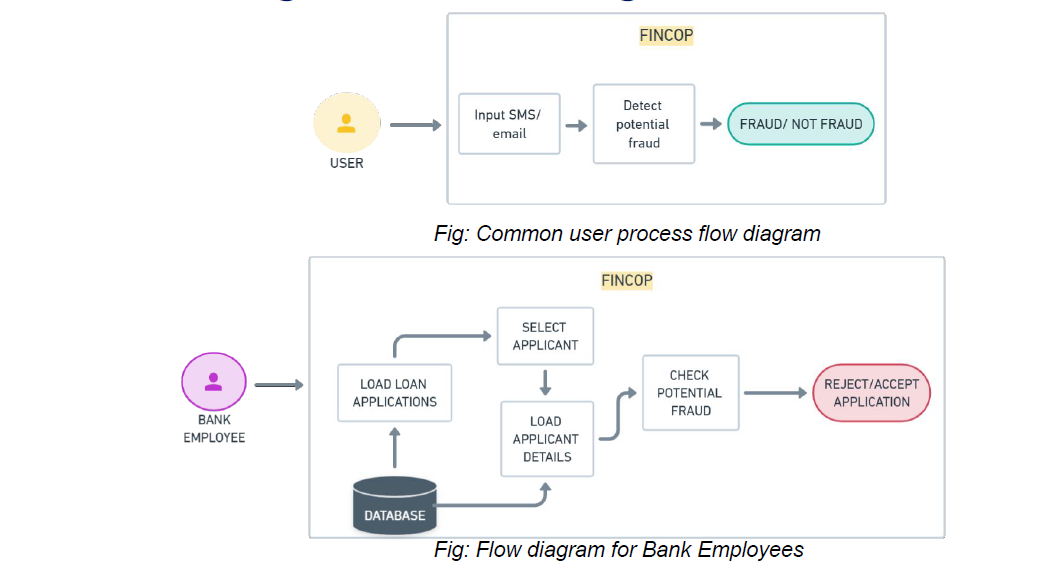 FINCOP
Input SMS/
email
Detect
potential
fraud
FRAUD/ NOT FRAUD
USER
Fig: Common user process flow diagram
FINCOP
SELECT
APPLICANT
LOAD LOAN
APPLICATIONS
CHECK
POTENTIAL
FRAUD
REJECT/ACCEPT
APPLICATION
BANK
EMPLOYEE
LOAD
APPLICANT
DETAILS
DATABASE
Fig: Flow diagram for Bank Employees